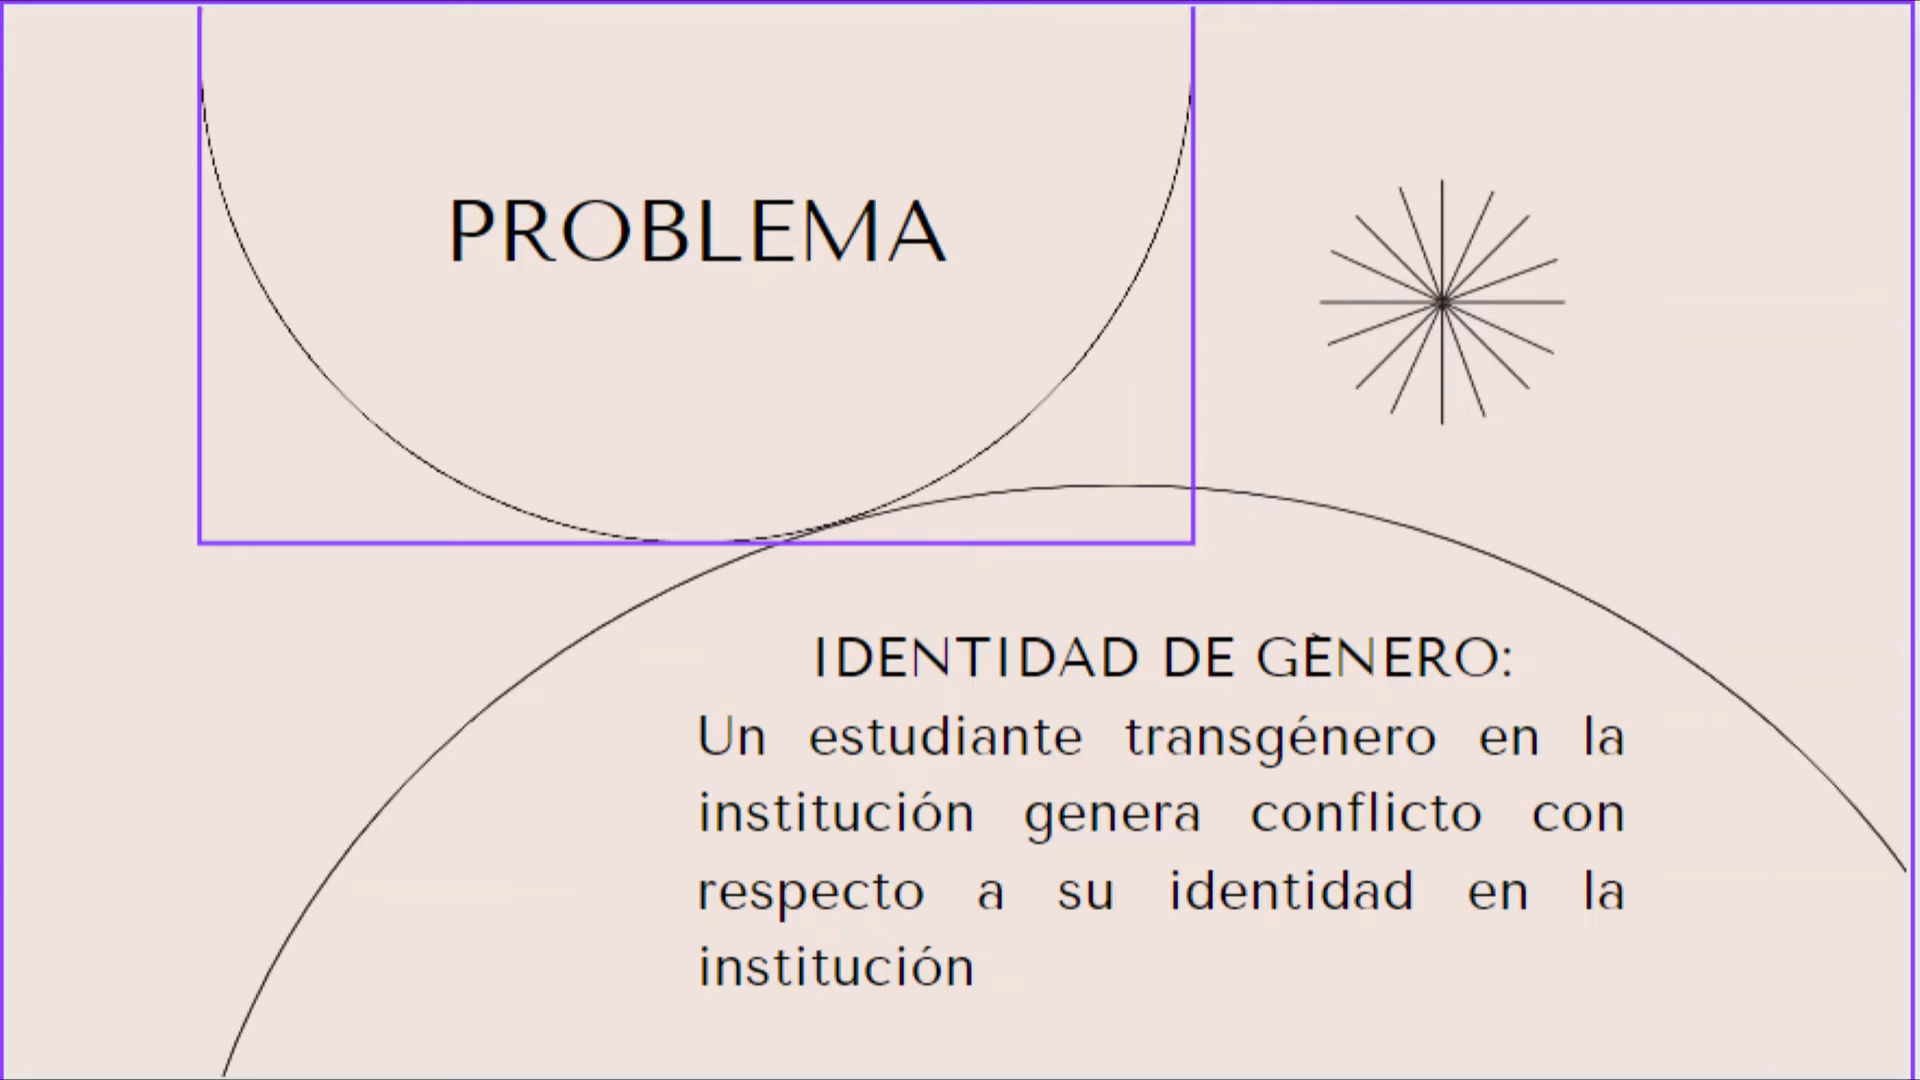 PROBLEMA
IDENTIDAD DE GÈNERO:
Un estudiante transgénero en la
institución genera conflicto con
respecto a su identidad en la
institución